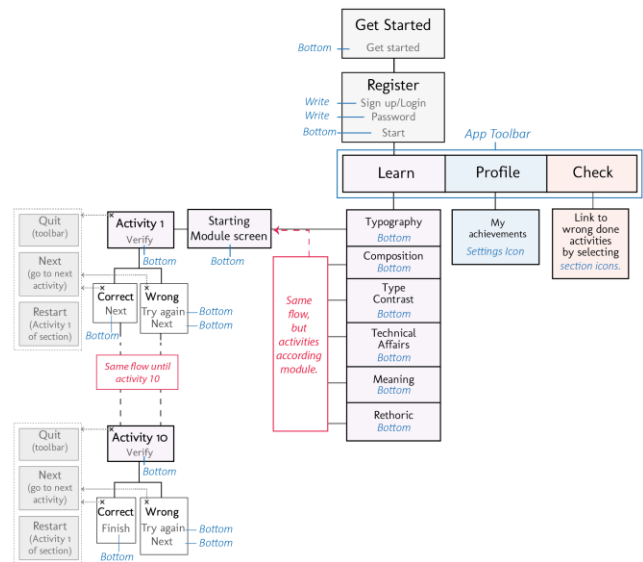 Get Started
Bottom
Get started
Register
Write
Sign up/Login
Write
Password
Bottom
Start
App Toolbar
Learn
Profile
Check
Typography
Bottom
Composition
Bottom
Type
Contrast
Bottom
Technical
Affairs
Bottom
Meaning
Bottom
Rethoric
Bottom
My
achievements
Settings Icon
Link to
wrong done
activities
by selecting
section icons.
Starting
Module screen
Bottom
Same
flow,
but
activities
according
module.
Activity 1
Verify
Bottom
Quit
(toolbar)
Next
(go to next
activity)
Restart
(Activity 1
of section)
Correct
Next
Bottom
Wrong
Try again
Bottom
Next
Bottom
Same flow until
activity 10
Activity 10
Verify
Bottom
Quit
(toolbar)
Next
(go to next
activity)
Restart
(Activity 1
of section)
Correct
Finish
Bottom
Wrong
Try again
Bottom
Next
Bottom